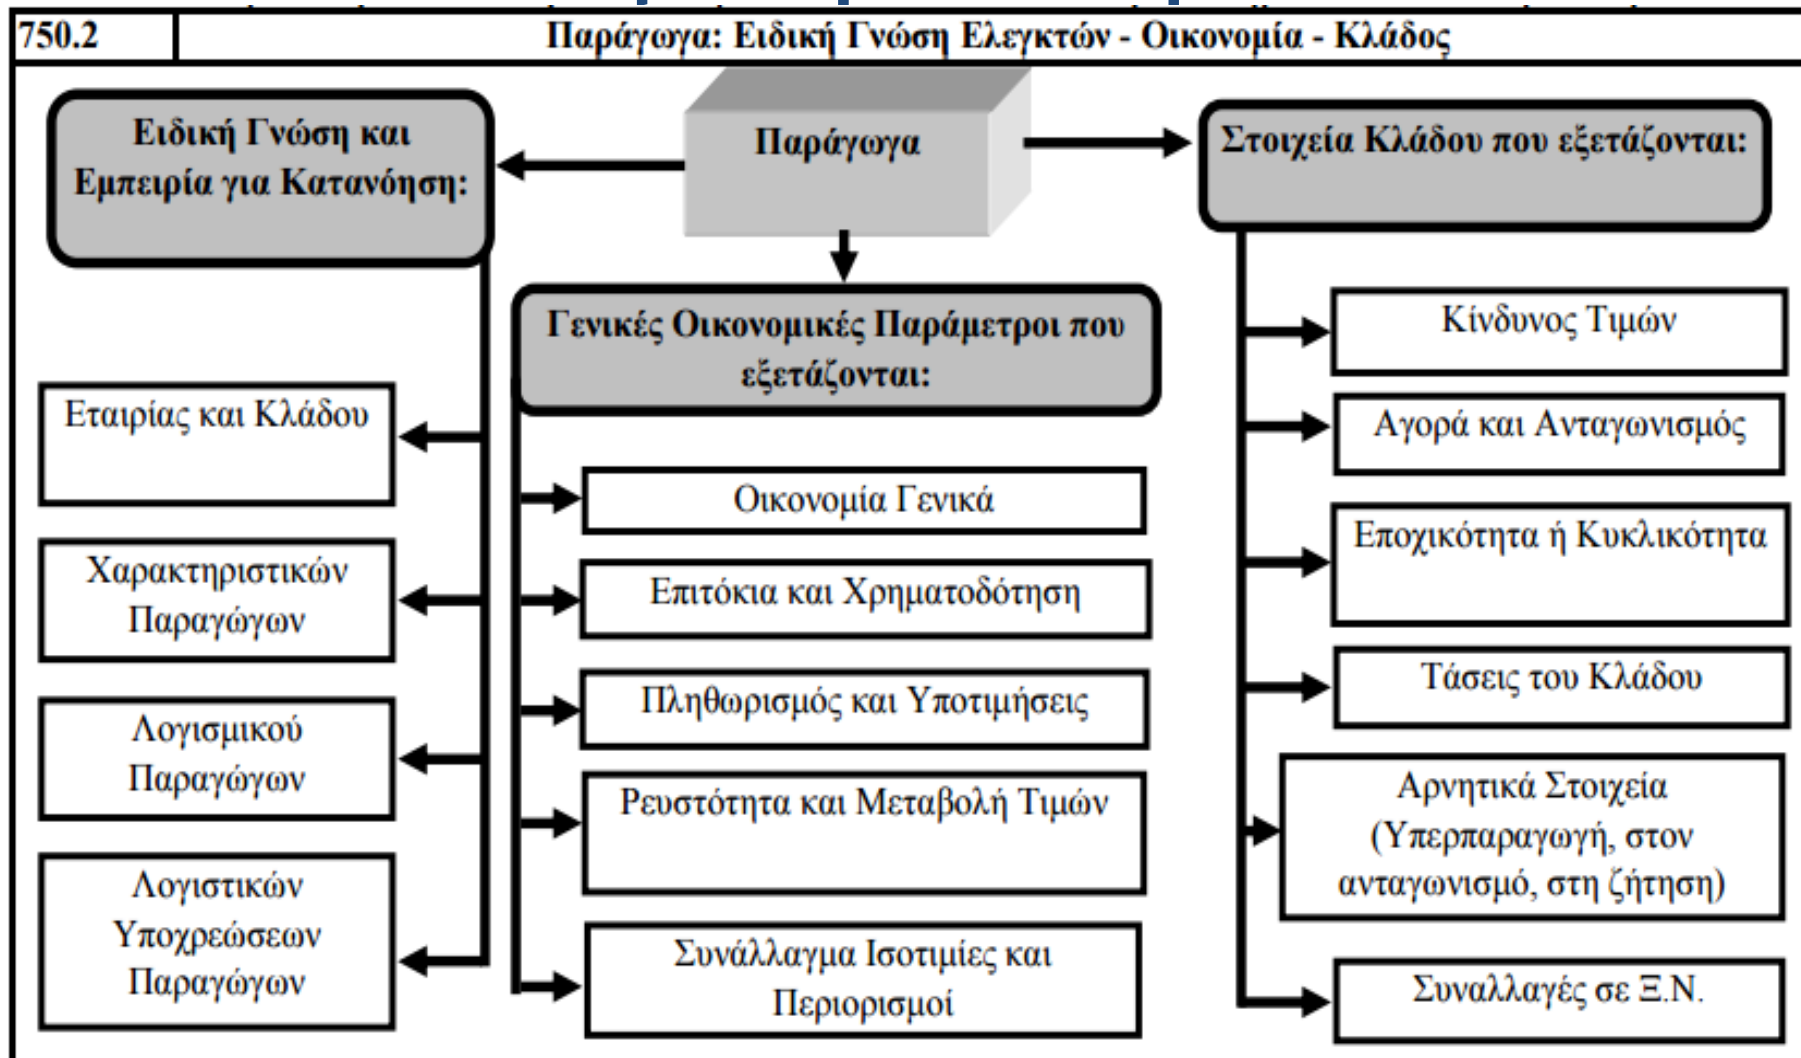 750.2
Παράγωγα: Ειδική Γνώση Ελεγκτών - Οικονομία - Κλάδος
Παράγωγα
Ειδική Γνώση και
Εμπειρία για Κατανόηση:
Εταιρίας και Κλάδου
Χαρακτηριστικών
Παραγώγων
Λογισμικού
Παραγώγων
Λογιστικών
Υποχρεώσεων
Παραγώγων
Γενικές Οικονομικές Παράμετροι που
εξετάζονται:
Οικονομία Γενικά
Επιτόκια και Χρηματοδότηση
Πληθωρισμός και Υποτιμήσεις
Ρευστότητα και Μεταβολή Τιμών
Συνάλλαγμα Ισοτιμίες και
Περιορισμοί
Στοιχεία Κλάδου που εξετάζονται:
Κίνδυνος Τιμών
Αγορά και Ανταγωνισμός
Εποχικότητα ή Κυκλικότητα
Τάσεις του Κλάδου
Αρνητικά Στοιχεία
(Υπερπαραγωγή, στον
ανταγωνισμό, στη ζήτηση)
Συναλλαγές σε Ξ.Ν.